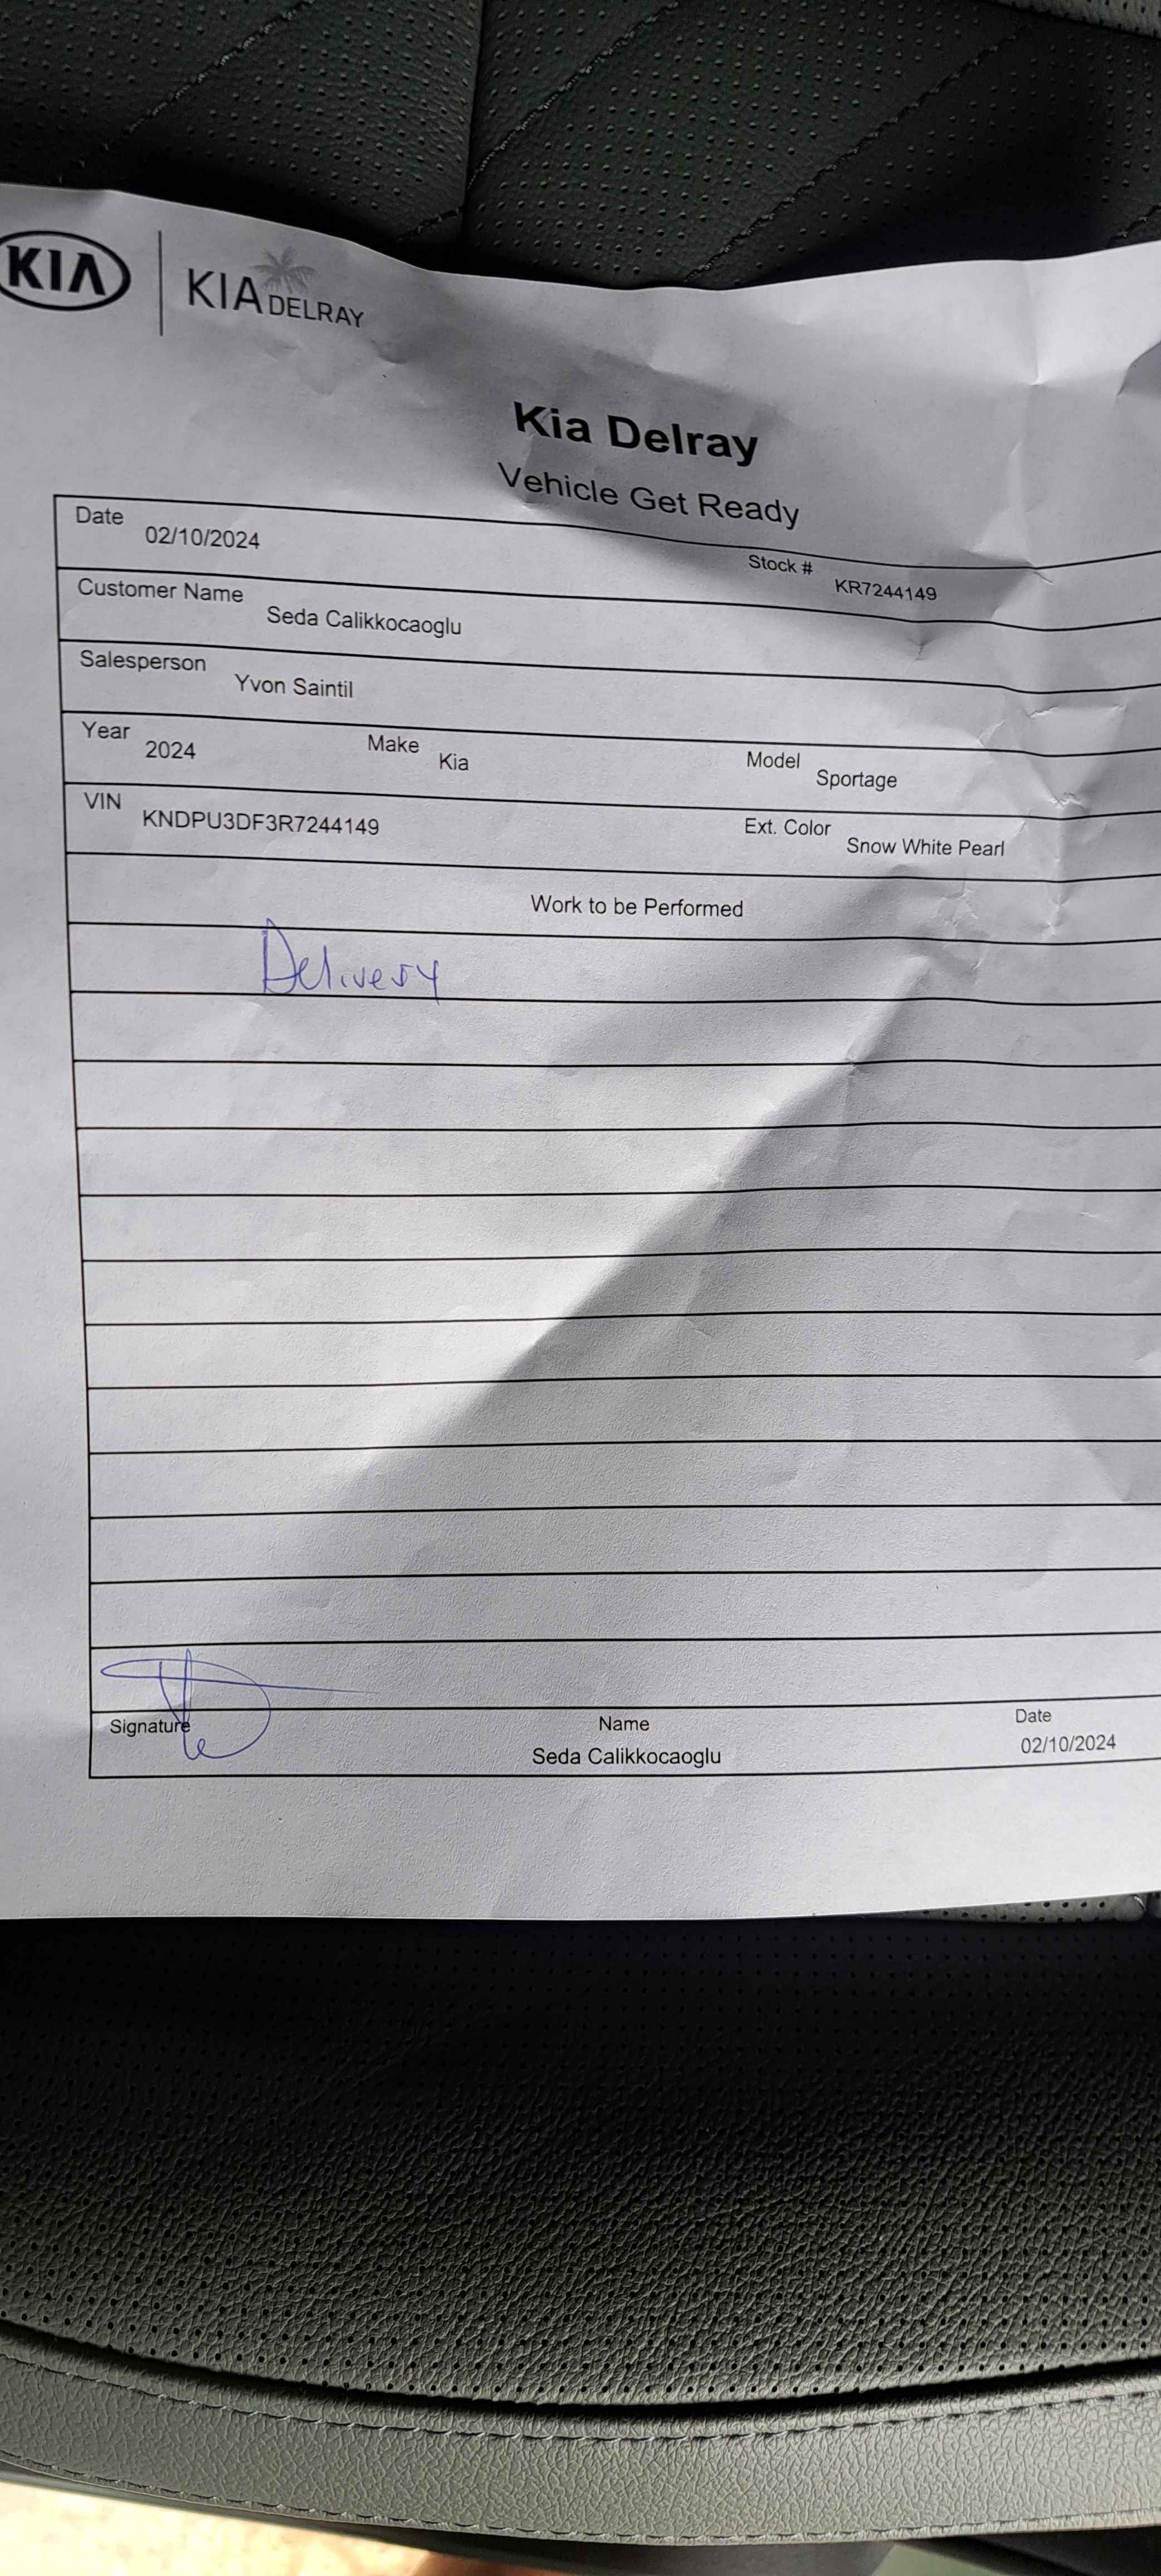 KIA KIA DELRAY
Kia Delray
Vehicle Get Ready
Date 02/10/2024 Stock # KR7244149
Customer Name Seda Calikkocaoglu
Salesperson Yvon Saintil
Year 2024 Make Kia Model Sportage
VIN KNDPU3DF3R7244149 Ext. Color Snow White Pearl
Work to be Performed
Delivery
Signature Name Date
Seda Calikkocaoglu 02/10/2024